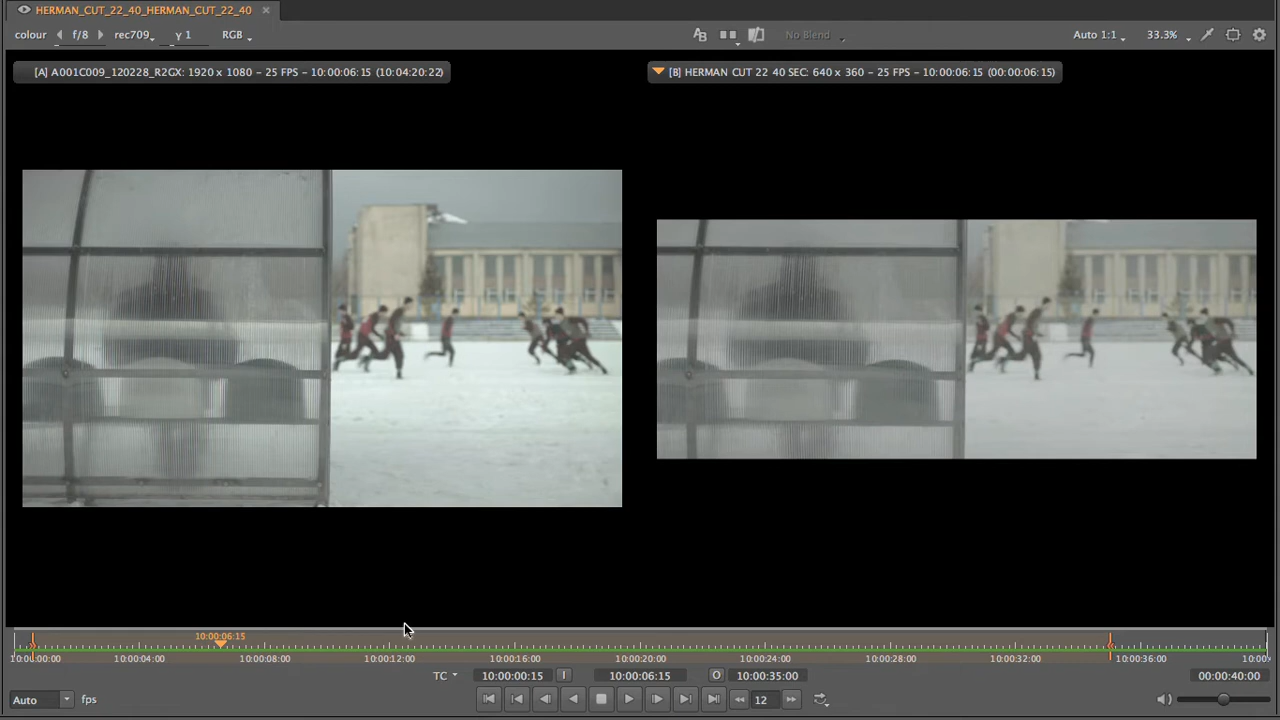 HERMAN_CUT_22_40_HERMAN_CUT_22_40
colour f/8 rec709 y 1 RGB No Blend Auto 1:1 33.3%
[A] A001C009_120228_R2GX: 1920 x 1080 – 25 FPS – 10:00:06:15 (10:04:20:22)
[B] HERMAN CUT 22 40 SEC: 640 x 360 – 25 FPS – 10:00:06:15 (00:00:06:15)
10:00:06:15
10:00:00:00 10:00:04:00 10:00:08:00 10:00:12:00 10:00:16:00 10:00:20:00 10:00:24:00 10:00:28:00 10:00:32:00 10:00:36:00 10:00:
TC 10:00:00:15 I 10:00:06:15 O 10:00:35:00 00:00:40:00
Auto fps 12